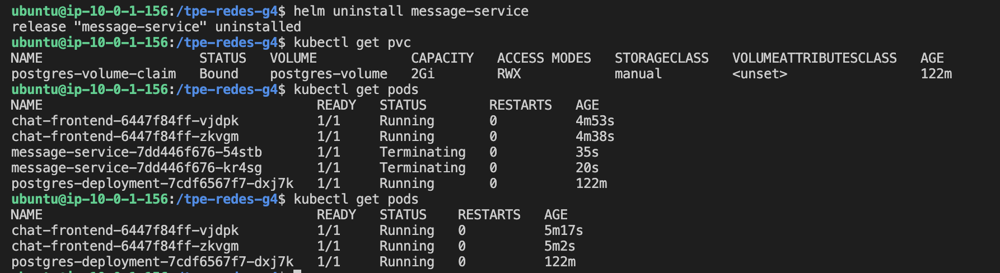 ubuntu@ip-10-0-1-156:/tpe-redes-g4$ helm uninstall message-service
release "message-service" uninstalled
ubuntu@ip-10-0-1-156:/tpe-redes-g4$ kubectl get pvc
NAME                    STATUS   VOLUME            CAPACITY   ACCESS MODES   STORAGECLASS   VOLUMEATTRIBUTESCLASS   AGE
postgres-volume-claim   Bound    postgres-volume   2Gi        RWX            manual         <unset>                 122m
ubuntu@ip-10-0-1-156:/tpe-redes-g4$ kubectl get pods
NAME                                   READY   STATUS        RESTARTS   AGE
chat-frontend-6447f84ff-vjdpk          1/1     Running       0          4m53s
chat-frontend-6447f84ff-zkvgm          1/1     Running       0          4m38s
message-service-7dd446f676-54stb       1/1     Terminating   0          35s
message-service-7dd446f676-kr4sg       1/1     Terminating   0          20s
postgres-deployment-7cdf6567f7-dxj7k   1/1     Running       0          122m
ubuntu@ip-10-0-1-156:/tpe-redes-g4$ kubectl get pods
NAME                                   READY   STATUS    RESTARTS   AGE
chat-frontend-6447f84ff-vjdpk          1/1     Running   0          5m17s
chat-frontend-6447f84ff-zkvgm          1/1     Running   0          5m2s
postgres-deployment-7cdf6567f7-dxj7k   1/1     Running   0          122m